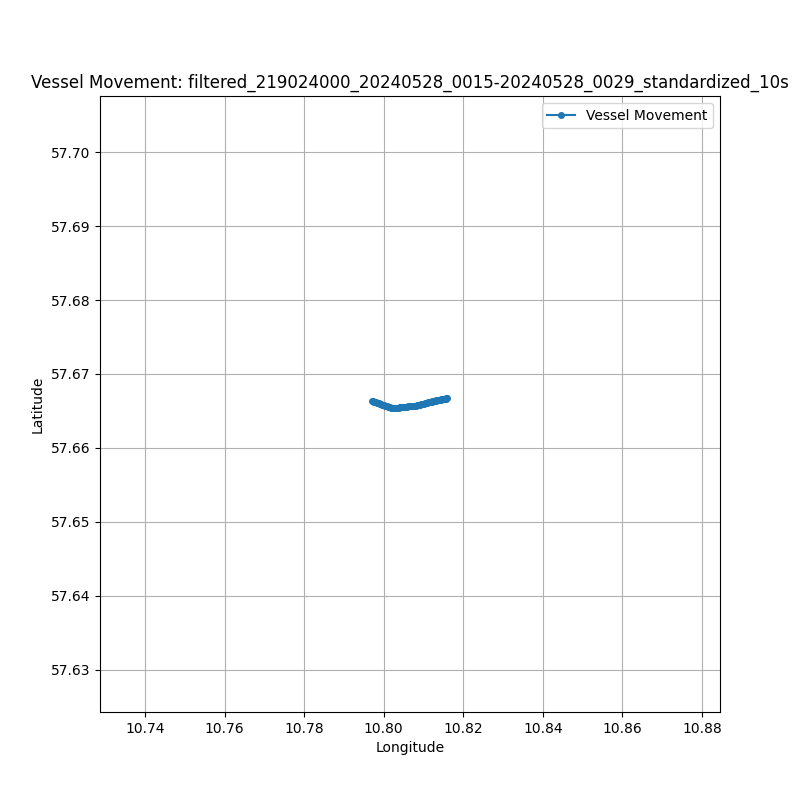 Vessel Movement: filtered_219024000_20240528_0015-20240528_0029_standardized_10s
Vessel Movement
57.70
57.69
57.68
57.67
57.66
57.65
57.64
57.63
Latitude
10.74 10.76 10.78 10.80 10.82 10.84 10.86 10.88
Longitude